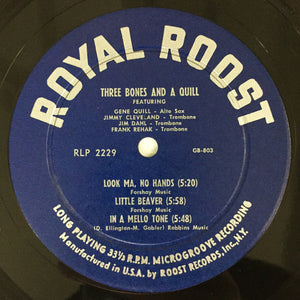 ROYAL ROOST
THREE BONES AND A QUILL
FEATURING
GENE QUILL - Alto Sax
JIMMY CLEVELAND - Trombone
JIM DAHL - Trombone
FRANK REHAK - Trombone
RLP 2229
GB-803
LOOK MA, NO HANDS (5:20)
Forshay Music
LITTLE BEAVER (5:58)
Forshay Music
IN A MELLO TONE (5:48)
(D. Ellington-M. Gabler) Robbins Music
LONG PLAYING 33⅓ R.P.M. MICROGROOVE RECORDING
Manufactured in U.S.A. by ROOST RECORDS, Inc. N.Y.